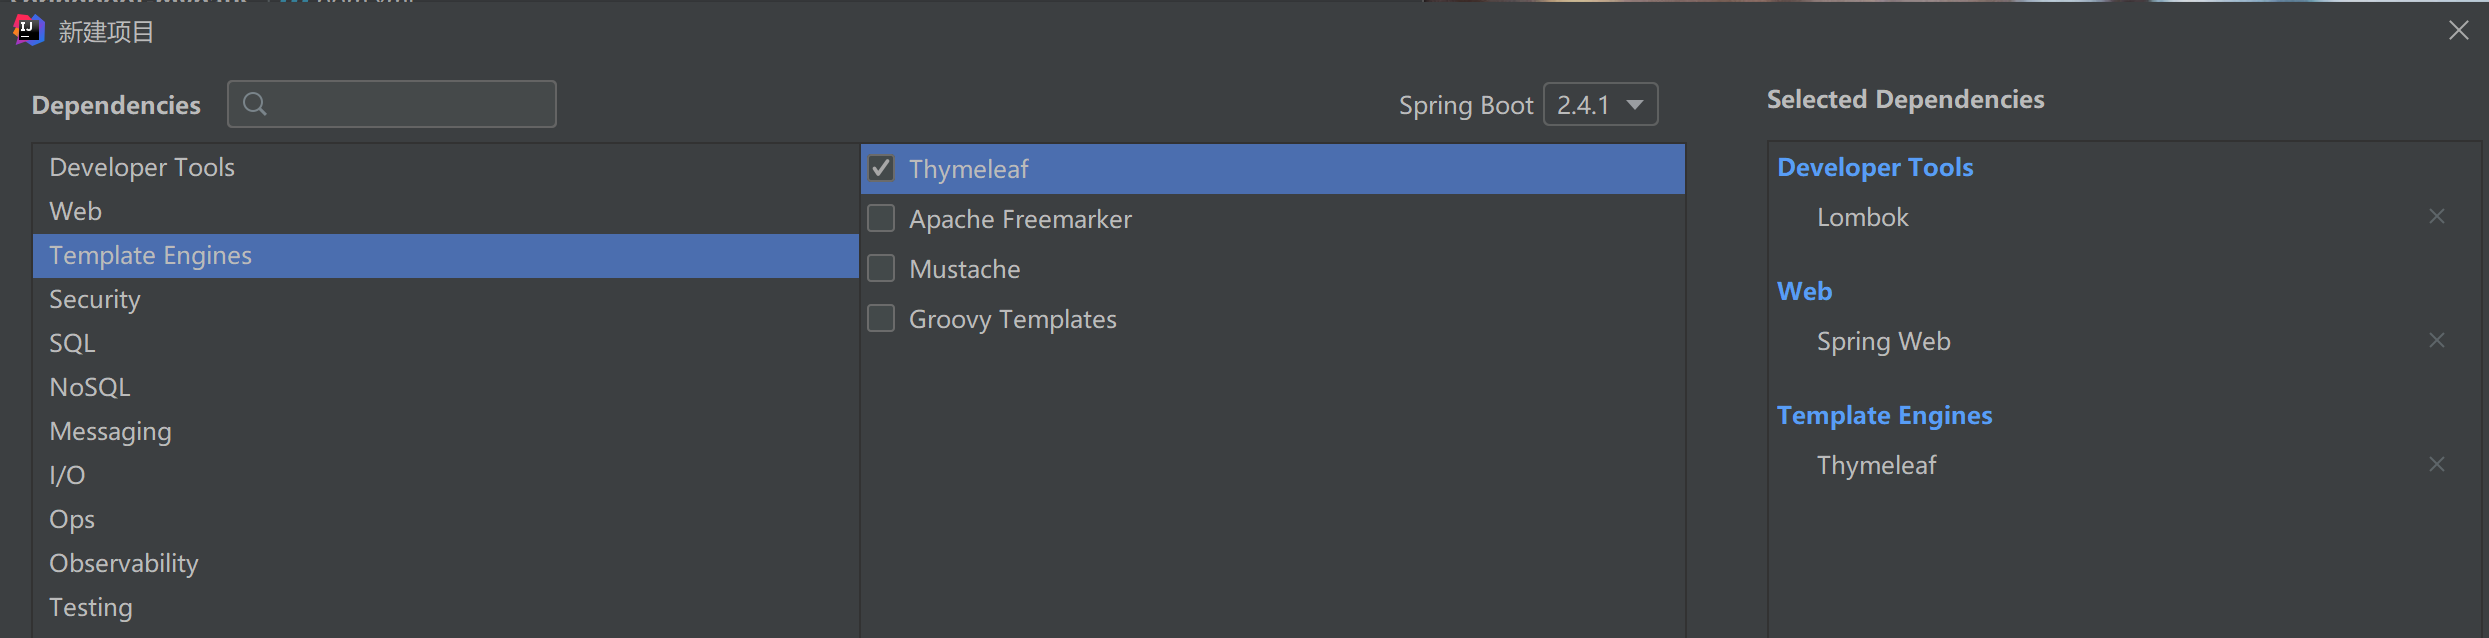 新建项目
Dependencies
Spring Boot 2.4.1
Selected Dependencies
Developer Tools
Web
Template Engines
Security
SQL
NoSQL
Messaging
I/O
Ops
Observability
Testing
Thymeleaf
Apache Freemarker
Mustache
Groovy Templates
Developer Tools
Lombok
Web
Spring Web
Template Engines
Thymeleaf